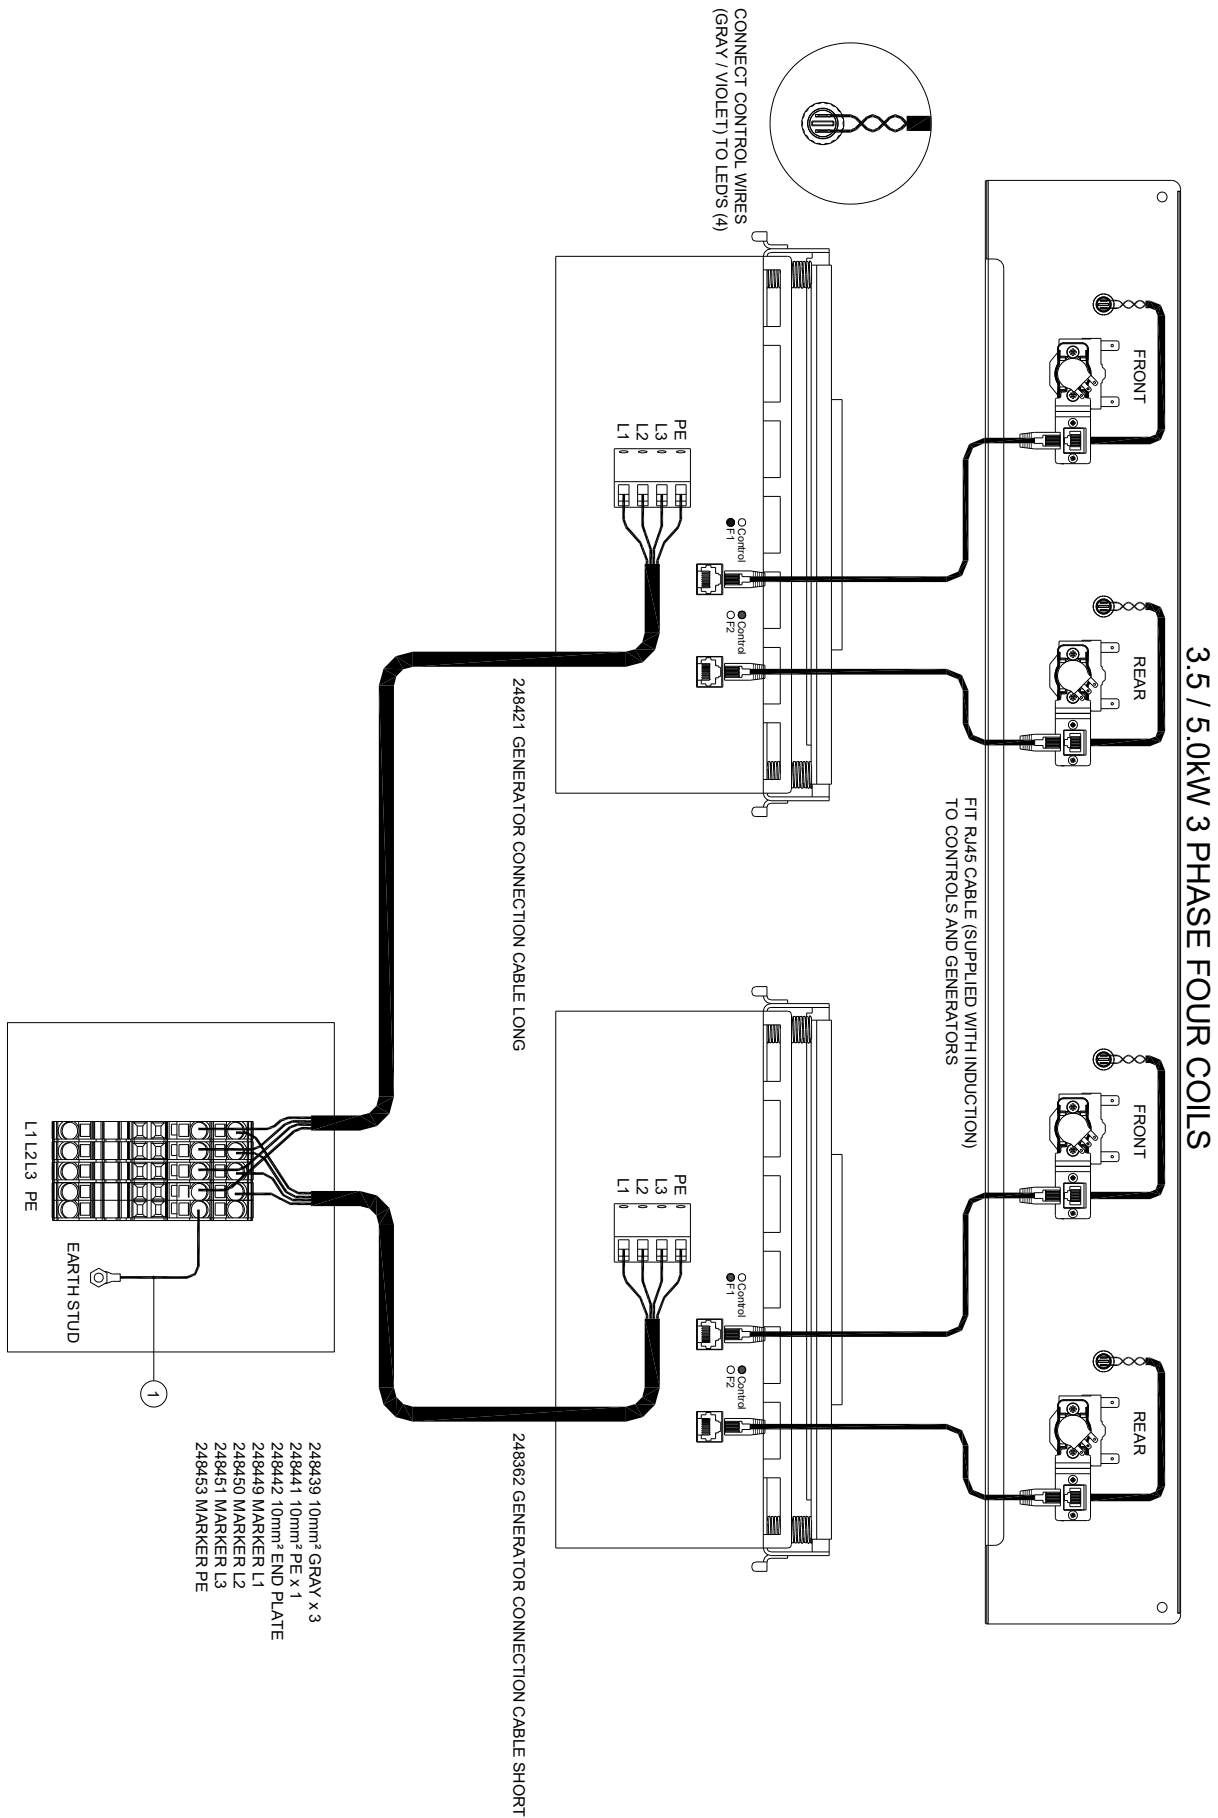 3.5 / 5.0kW 3 PHASE FOUR COILS
FRONT
REAR
FRONT
REAR
CONNECT CONTROL WIRES
(GRAY / VIOLET) TO LED'S (4)
FIT RJ45 CABLE (SUPPLIED WITH INDUCTION)
TO CONTROLS AND GENERATORS
Control
F1
Control
F2
PE
L3
L2
L1
Control
F1
Control
F2
PE
L3
L2
L1
248421 GENERATOR CONNECTION CABLE LONG
248362 GENERATOR CONNECTION CABLE SHORT
248439 10mm² GRAY x 3
248441 10mm² PE x 1
248442 10mm² END PLATE
248449 MARKER L1
248450 MARKER L2
248451 MARKER L3
248453 MARKER PE
1
EARTH STUD
L1 L2 L3 PE